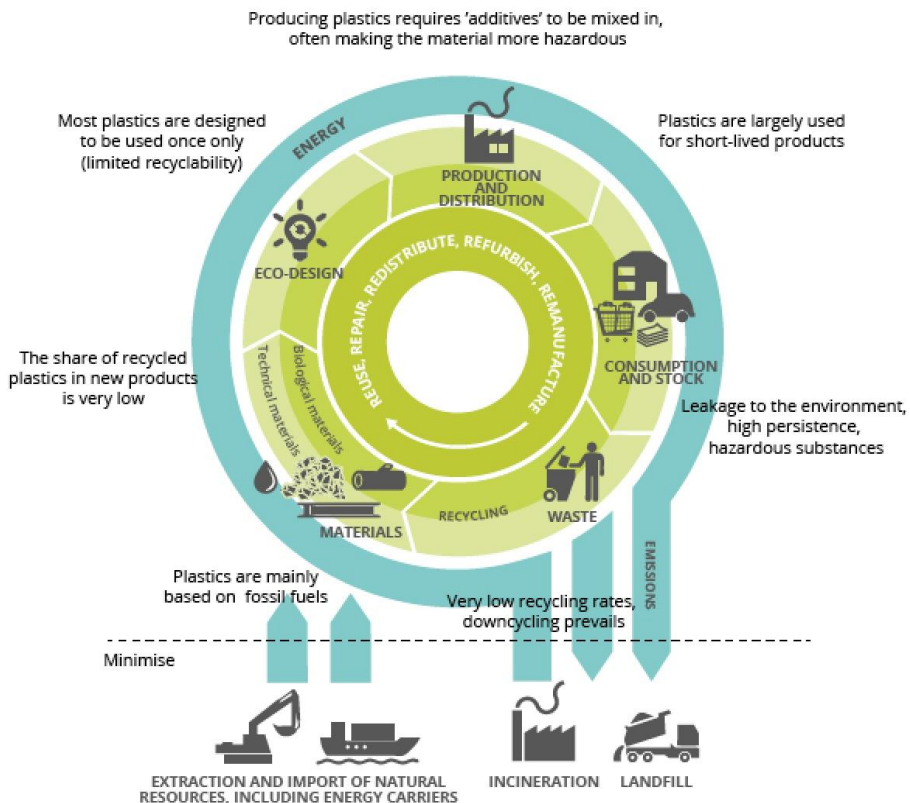 Producing plastics requires 'additives' to be mixed in,
often making the material more hazardous
Most plastics are designed
to be used once only
(limited recyclability)
ENERGY
Plastics are largely used
for short-lived products
PRODUCTION
AND
DISTRIBUTION
ECO-DESIGN
REUSE, REPAIR, REDISTRIBUTE, REFURBISH, REMANUFACTURE
CONSUMPTION
AND STOCK
The share of recycled
plastics in new products
is very low
Technical materials
Biological materials
Leakage to the environment,
high persistence,
hazardous substances
MATERIALS
RECYCLING
WASTE
EMISSIONS
Plastics are mainly
based on fossil fuels
Very low recycling rates,
downcycling prevails
Minimise
EXTRACTION AND IMPORT OF NATURAL
RESOURCES, INCLUDING ENERGY CARRIERS
INCINERATION
LANDFILL